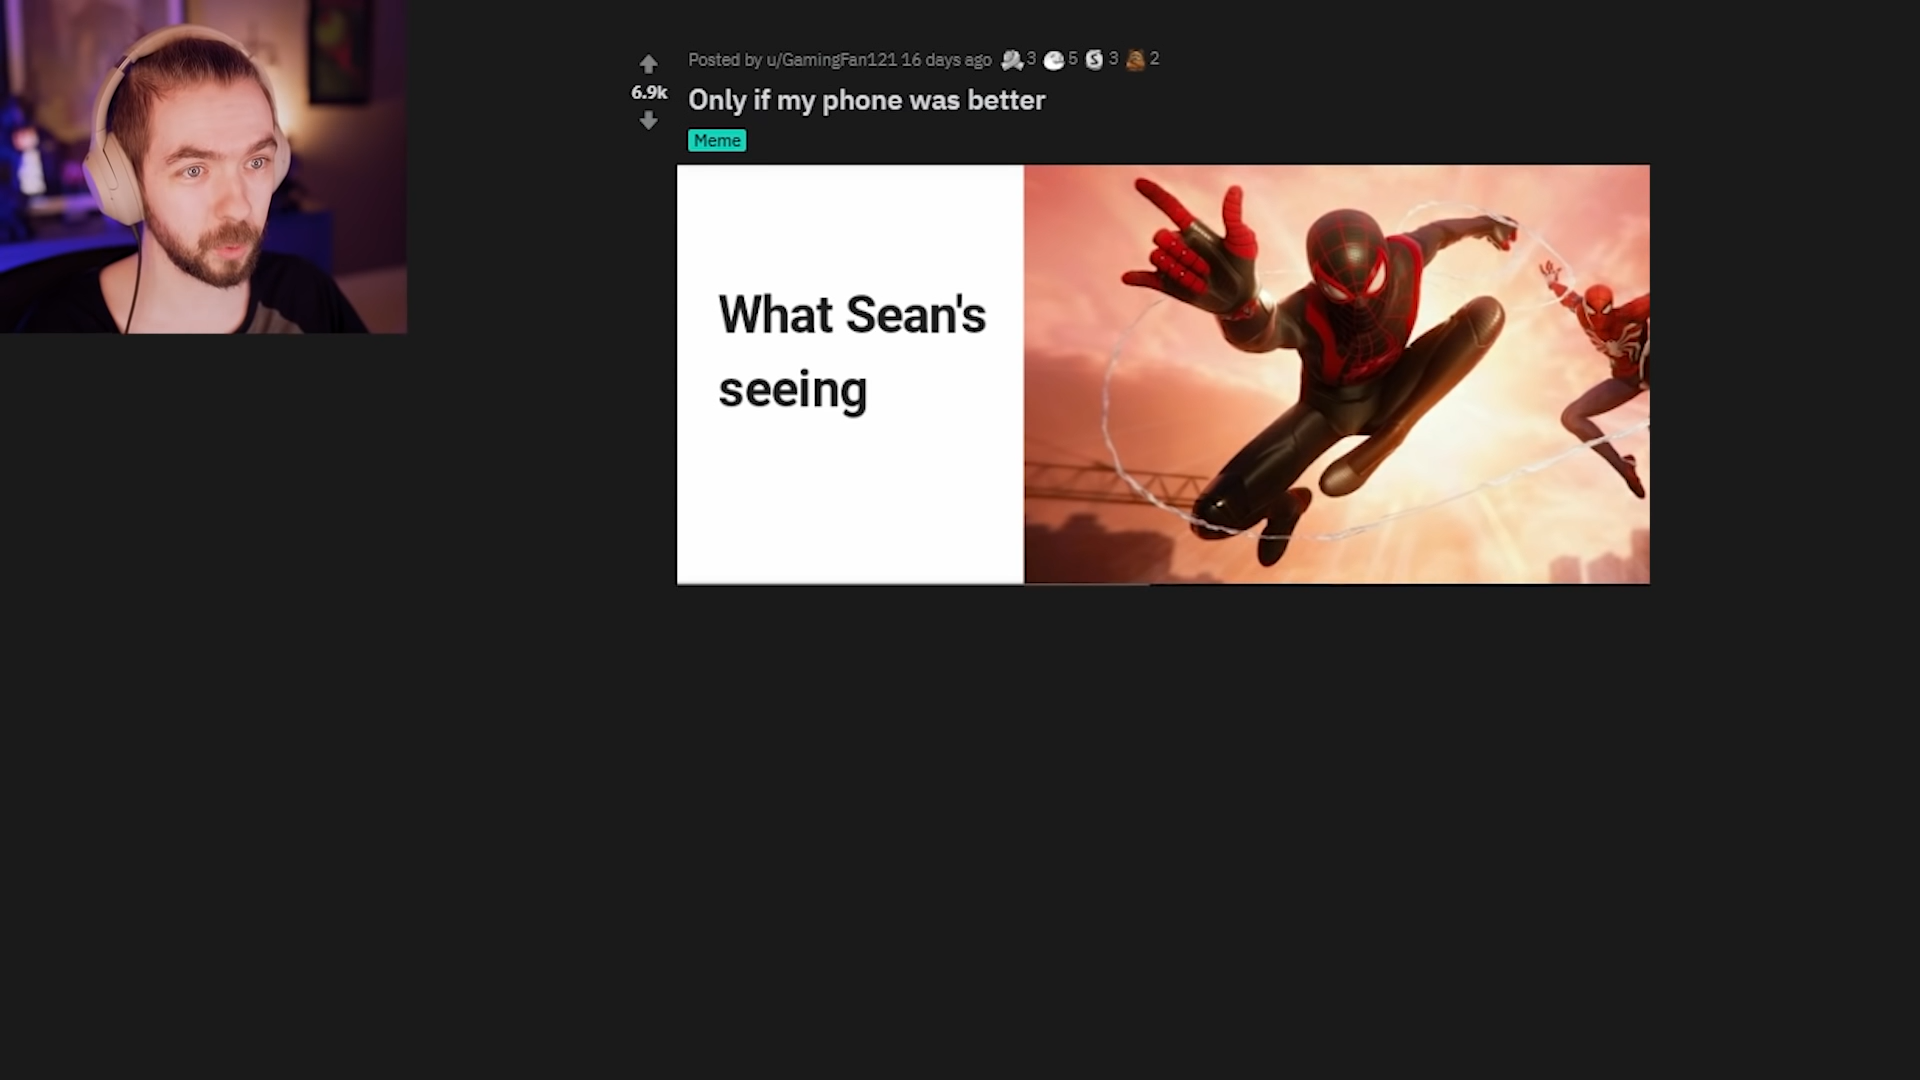 Posted by u/GamingFan121 16 days ago 3 5 3 2
6.9k
Only if my phone was better
Meme
What Sean's
seeing